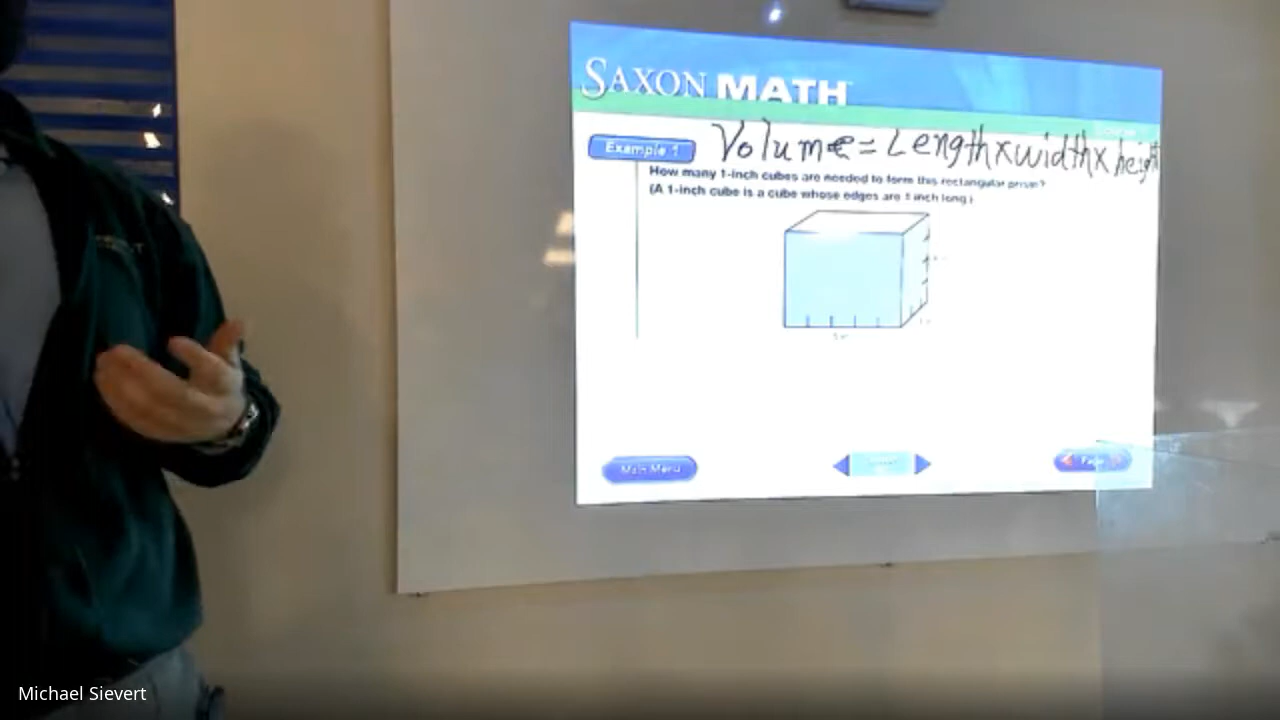 SAXON MATH
Example 1
Volume = Length x width x height
How many 1-inch cubes are needed to form this rectangular prism?
(A 1-inch cube is a cube whose edges are 1 inch long.)
Main Menu
Page
Michael Sievert